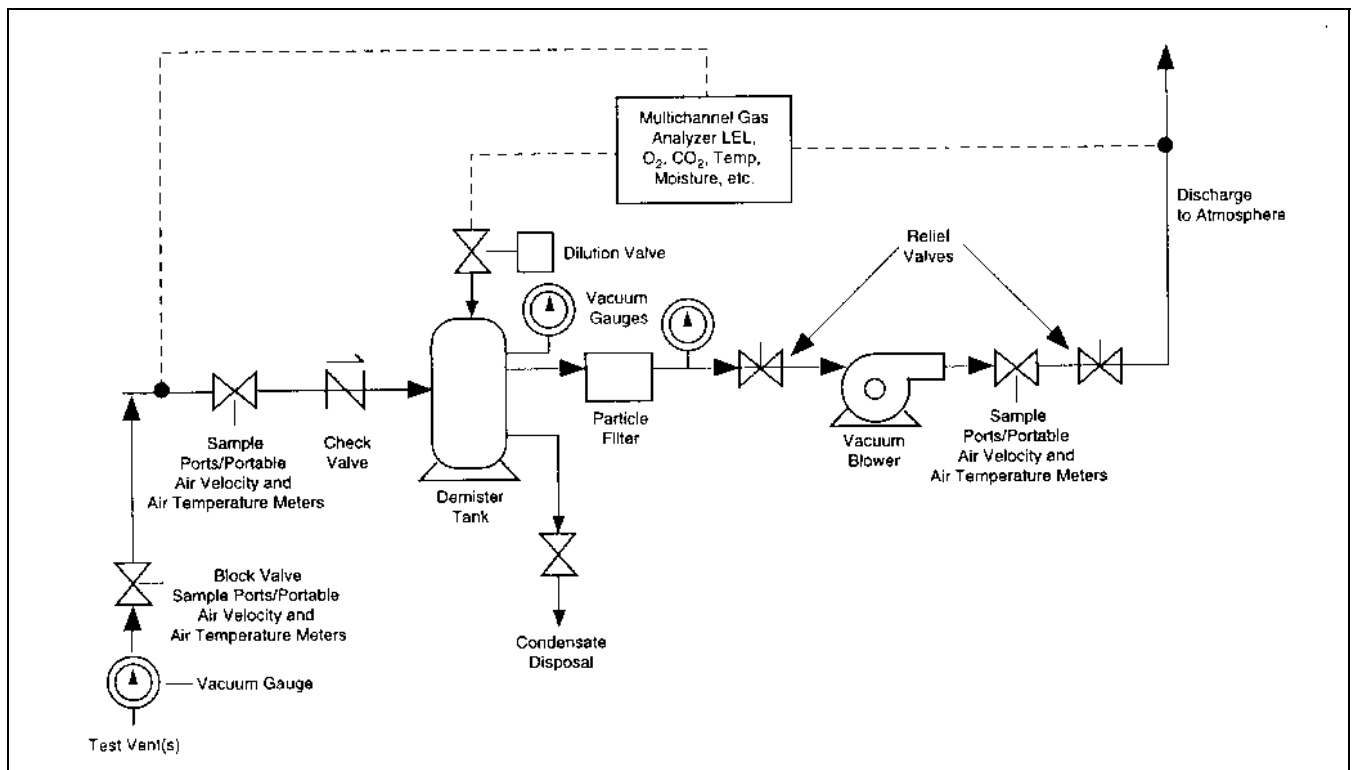 Multichannel Gas
Analyzer LEL,
O₂, CO₂, Temp,
Moisture, etc.
Discharge
to Atmosphere
Relief
Valves
Dilution Valve
Vacuum
Gauges
Sample
Ports/Portable
Air Velocity and
Air Temperature Meters
Check
Valve
Demister
Tank
Particle
Filter
Vacuum
Blower
Sample
Ports/Portable
Air Velocity and
Air Temperature Meters
Block Valve
Sample Ports/Portable
Air Velocity and
Air Temperature Meters
Condensate
Disposal
Vacuum Gauge
Test Vent(s)